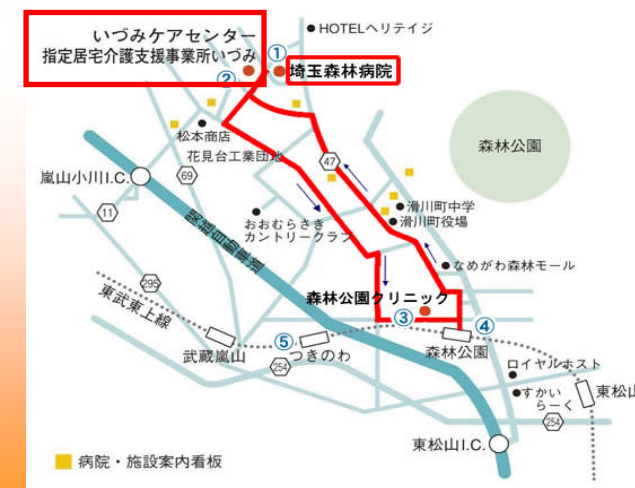 いづみケアセンター
指定居宅介護支援事業所いづみ
①
②
埼玉森林病院
HOTELヘリテイジ
松本商店
花見台工業団地
47
森林公園
嵐山小川I.C.
69
11
おおむらさき
カントリークラブ
滑川町中学
滑川町役場
関越自動車道
なめがわ森林モール
森林公園クリニック
295
東武東上線
③
④
⑤
武蔵嵐山
つきのわ
森林公園
254
ロイヤルホスト
すかい
らーく
東松山
254
東松山I.C.
病院・施設案内看板